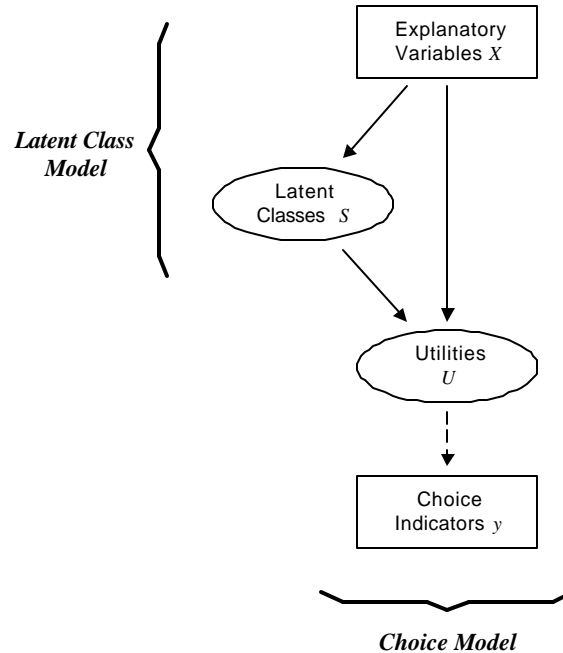 Explanatory
Variables X
Latent Class
Model
Latent
Classes S
Utilities
U
Choice
Indicators y
Choice Model